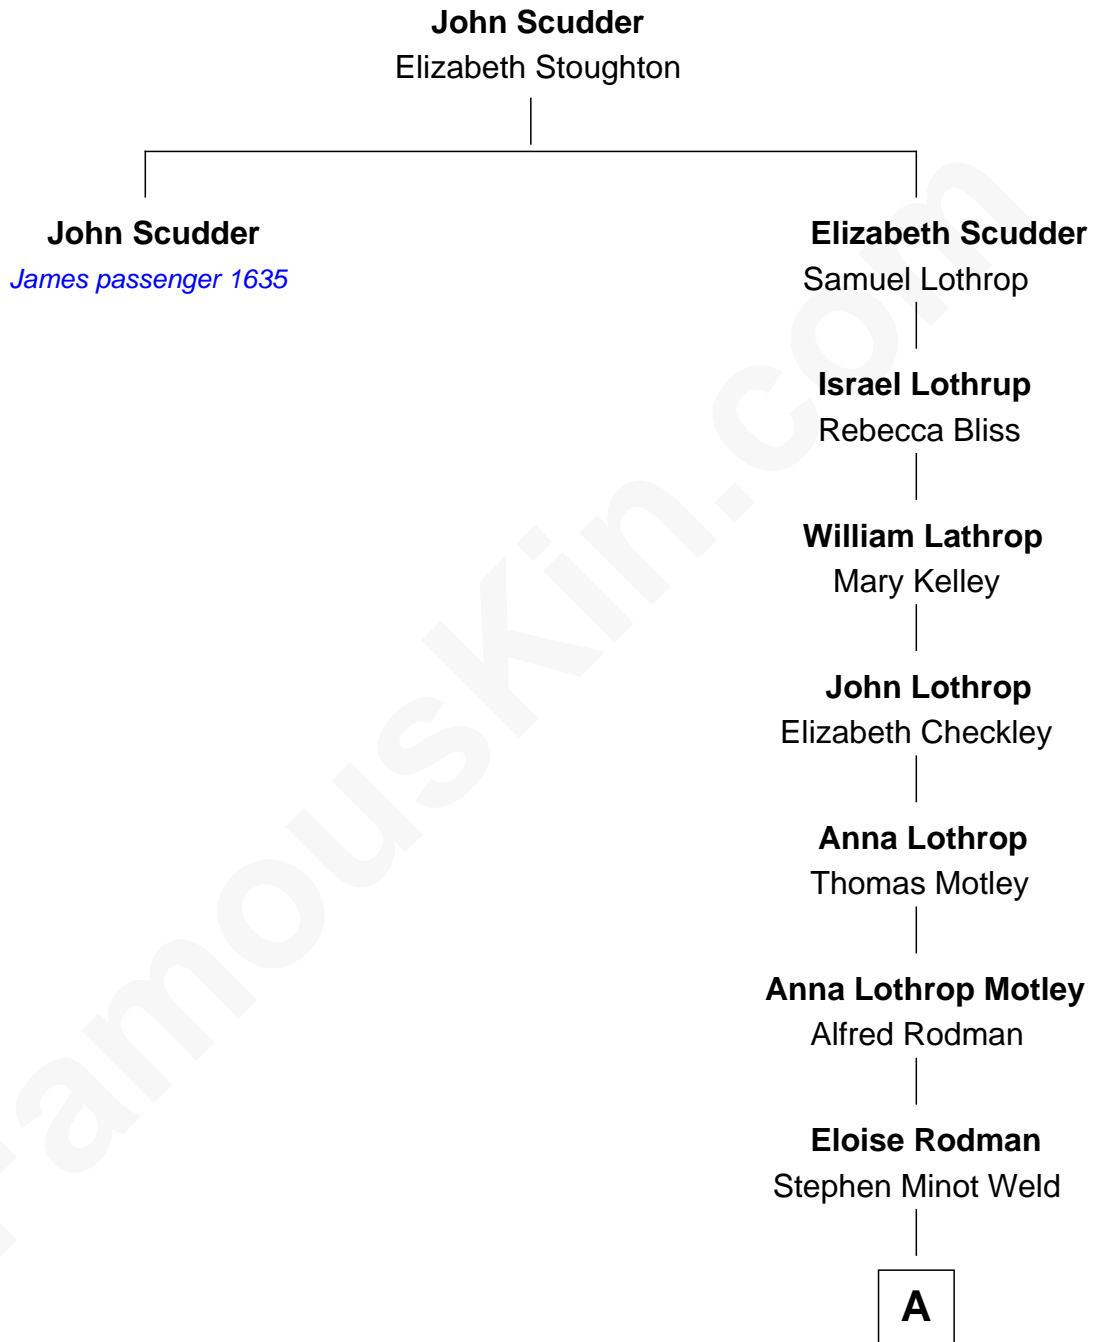 John Scudder
Elizabeth Stoughton
John Scudder
James passenger 1635
Elizabeth Scudder
Samuel Lothrop
Israel Lothrup
Rebecca Bliss
William Lathrop
Mary Kelley
John Lothrop
Elizabeth Checkley
Anna Lothrop
Thomas Motley
Anna Lothrop Motley
Alfred Rodman
Eloise Rodman
Stephen Minot Weld
A
FamousKin.com